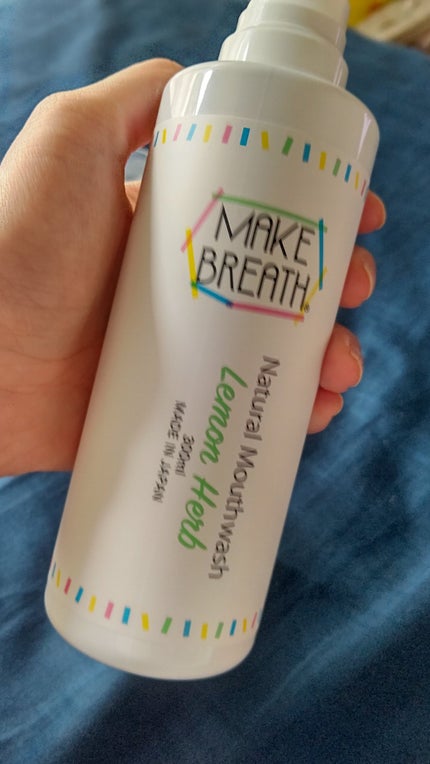 MAKE
BREATH®
Natural Mouthwash
Lemon Herb
300ml
MADE IN JAPAN